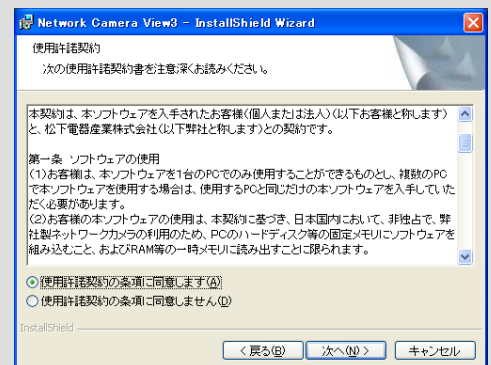 Network Camera View3 - InstallShield Wizard
使用許諾契約
次の使用許諾契約書を注意深くお読みください。
本契約は、本ソフトウェアを入手されたお客様(個人または法人)(以下お客様と称します)
と、松下電器産業株式会社(以下弊社と称します)との契約です。
第一条 ソフトウェアの使用
(1)お客様は、本ソフトウェアを1台のPCでのみ使用することができるものとし、複数のPC
で本ソフトウェアを使用する場合は、使用するPCと同じだけの本ソフトウェアを入手していた
だく必要があります。
(2)お客様の本ソフトウェアの使用は、本契約に基づき、日本国内において、非独占で、弊
社製ネットワークカメラの利用のため、PCのハードディスク等の固定メモリにソフトウェアを
組み込むこと、およびRAM等の一時メモリに読み出すことに限られます。
使用許諾契約の条項に同意します(A)
使用許諾契約の条項に同意しません(D)
InstallShield
< 戻る(B)
次へ(N) >
キャンセル